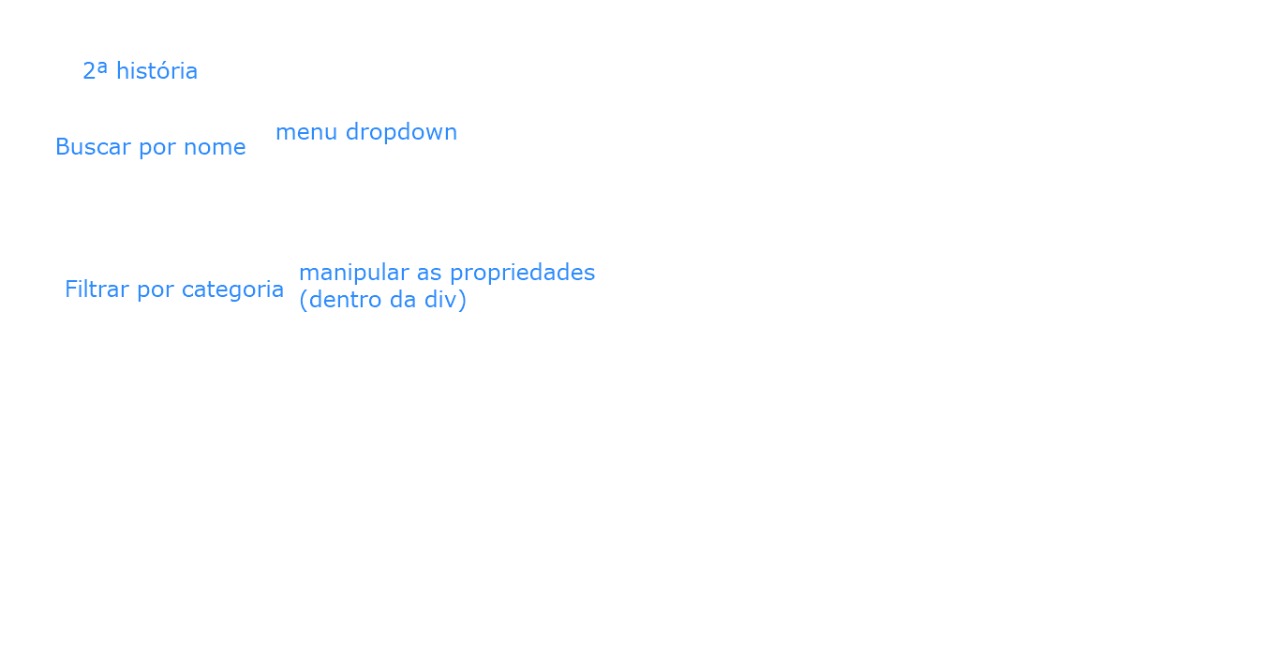 2ª história
Buscar por nome
menu dropdown
Filtrar por categoria
manipular as propriedades
(dentro da div)